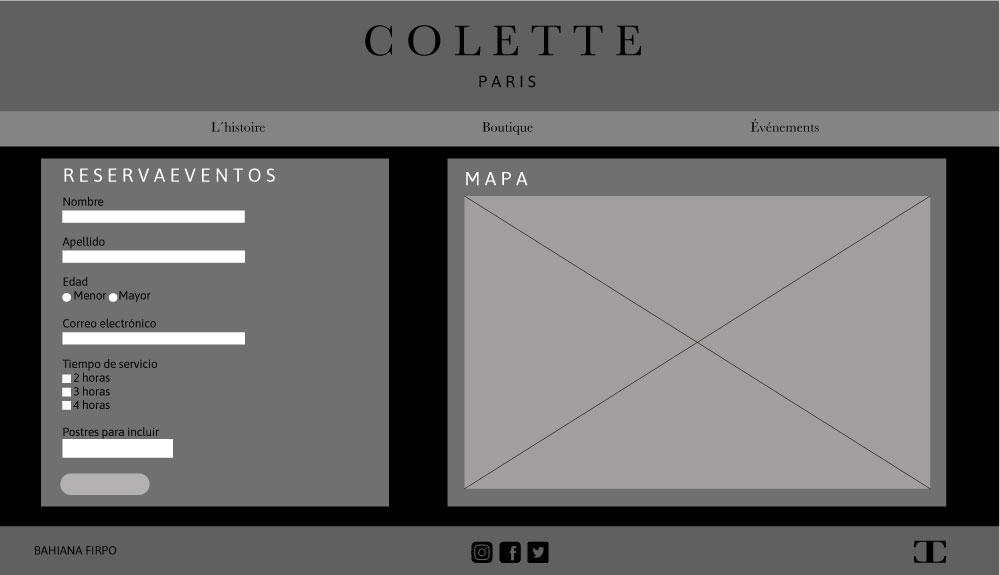 COLETTE
PARIS
L´histoire
Boutique
Événements
RESERVAEVENTOS
Nombre
Apellido
Edad
Menor Mayor
Correo electrónico
Tiempo de servicio
2 horas
3 horas
4 horas
Postres para incluir
MAPA
BAHIANA FIRPO